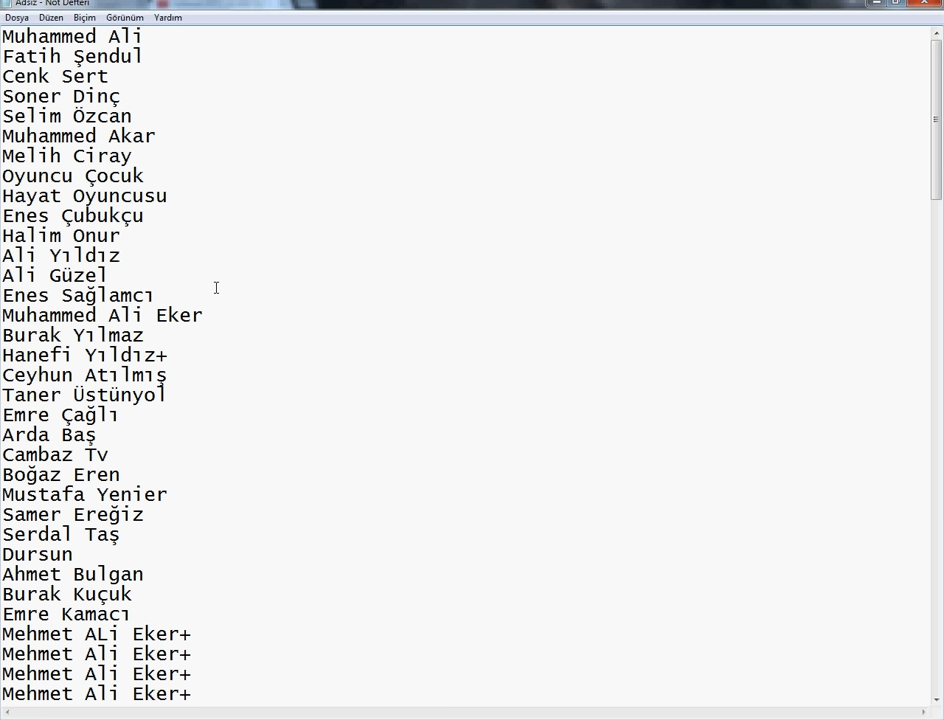 Adsız - Not Defteri
Dosya Düzen Biçim Görünüm Yardım
Muhammed Ali
Fatih Şendul
Cenk Sert
Soner Dinç
Selim Özcan
Muhammed Akar
Melih Ciray
Oyuncu Çocuk
Hayat Oyuncusu
Enes Çubukçu
Halim Onur
Ali Yıldız
Ali Güzel
Enes Sağlamcı
Muhammed Ali Eker
Burak Yılmaz
Hanefi Yıldız+
Ceyhun Atılmış
Taner Üstünyol
Emre Çağlı
Arda Baş
Cambaz Tv
Boğaz Eren
Mustafa Yenier
Samer Ereğiz
Serdal Taş
Dursun
Ahmet Bulgan
Burak Kuçuk
Emre Kamacı
Mehmet ALi Eker+
Mehmet Ali Eker+
Mehmet Ali Eker+
Mehmet Ali Eker+